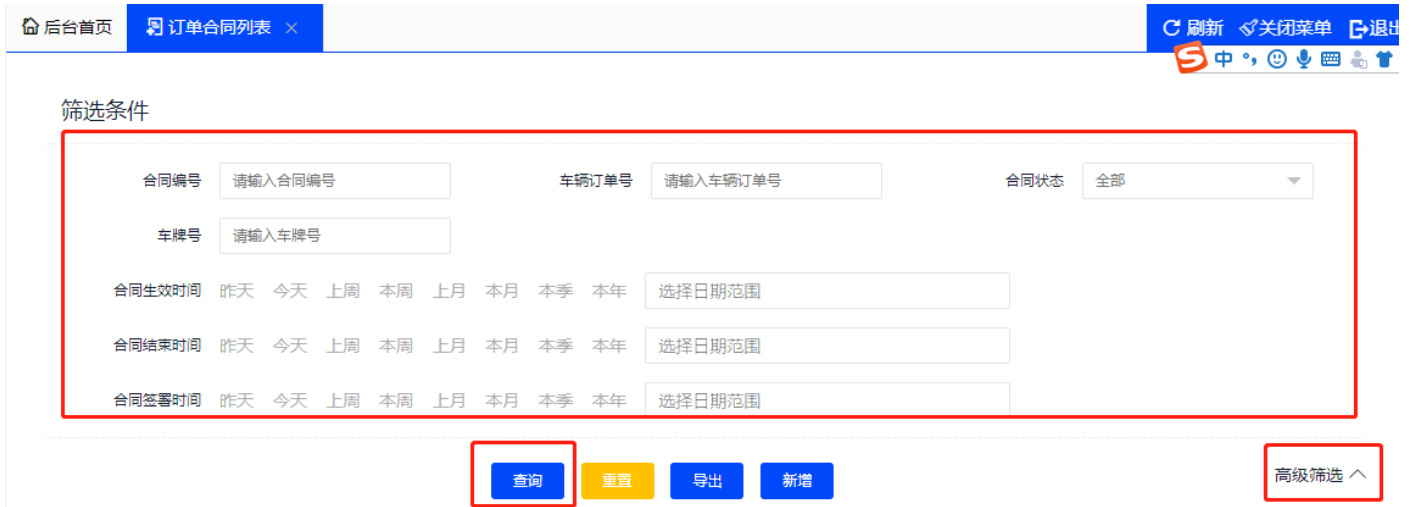 后台首页 订单合同列表 × 刷新 关闭菜单 退出
S 中
筛选条件
合同编号 请输入合同编号 车辆订单号 请输入车辆订单号 合同状态 全部
车牌号 请输入车牌号
合同生效时间 昨天 今天 上周 本周 上月 本月 本季 本年 选择日期范围
合同结束时间 昨天 今天 上周 本周 上月 本月 本季 本年 选择日期范围
合同签署时间 昨天 今天 上周 本周 上月 本月 本季 本年 选择日期范围
查询 重置 导出 新增 高级筛选